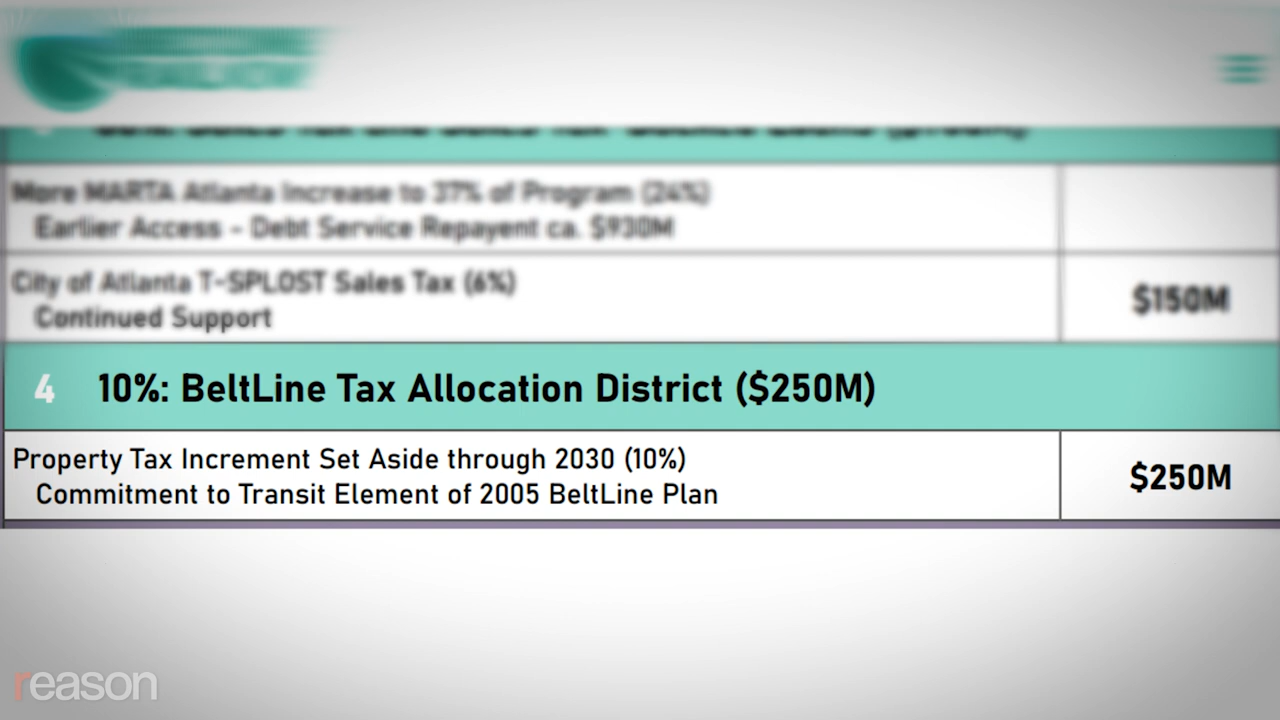 More MARTA Atlanta Increase to 37% of Program (24%)
Earlier Access - Debt Service Repayent ca. $930M
City of Atlanta T-SPLOST Sales Tax (6%)
Continued Support
$150M
4 10%: BeltLine Tax Allocation District ($250M)
Property Tax Increment Set Aside through 2030 (10%)
Commitment to Transit Element of 2005 BeltLine Plan
$250M
reason